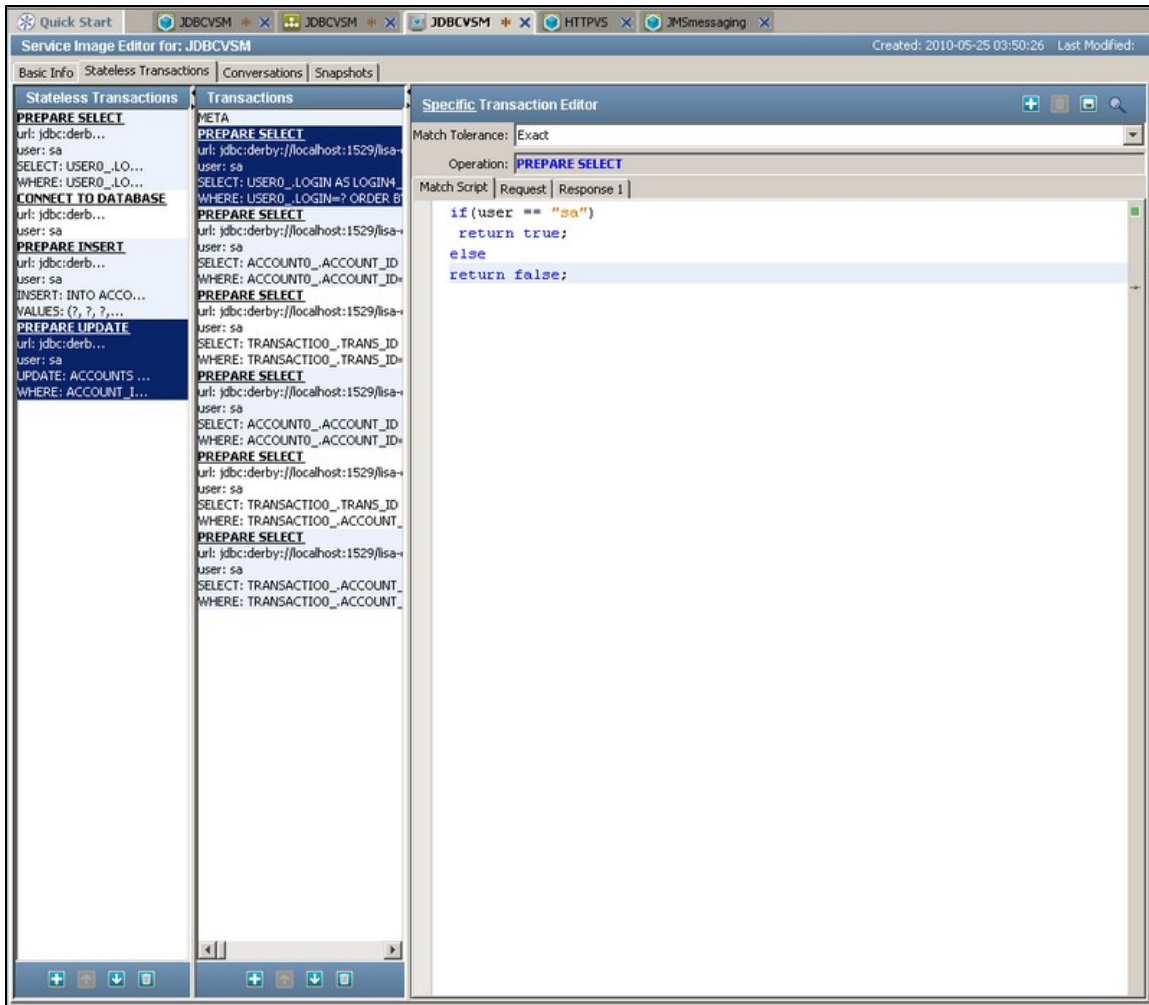 Quick Start JDBCVSM JDBCVSM JDBCVSM HTTPVS JMSmessaging
Service Image Editor for: JDBCVSM Created: 2010-05-25 03:50:26 Last Modified:
Basic Info Stateless Transactions Conversations Snapshots
Stateless Transactions
PREPARE SELECT
url: jdbc:derb...
user: sa
SELECT: USER0_.LO...
WHERE: USER0_.LO...
CONNECT TO DATABASE
url: jdbc:derb...
user: sa
PREPARE INSERT
url: jdbc:derb...
user: sa
INSERT: INTO ACCO...
VALUES: (?, ?, ?,...
PREPARE UPDATE
url: jdbc:derb...
user: sa
UPDATE: ACCOUNTS ...
WHERE: ACCOUNT_I...
Transactions
META
PREPARE SELECT
url: jdbc:derby://localhost:1529/lisa-
user: sa
SELECT: USER0_.LOGIN AS LOGIN4_
WHERE: USER0_.LOGIN=? ORDER B
PREPARE SELECT
url: jdbc:derby://localhost:1529/lisa-
user: sa
SELECT: ACCOUNT0_.ACCOUNT_ID
WHERE: ACCOUNT0_.ACCOUNT_ID=
PREPARE SELECT
url: jdbc:derby://localhost:1529/lisa-
user: sa
SELECT: TRANSACTIO0_.TRANS_ID
WHERE: TRANSACTIO0_.TRANS_ID=
PREPARE SELECT
url: jdbc:derby://localhost:1529/lisa-
user: sa
SELECT: ACCOUNT0_.ACCOUNT_ID
WHERE: ACCOUNT0_.ACCOUNT_ID=
PREPARE SELECT
url: jdbc:derby://localhost:1529/lisa-
user: sa
SELECT: TRANSACTIO0_.TRANS_ID
WHERE: TRANSACTIO0_.ACCOUNT_
PREPARE SELECT
url: jdbc:derby://localhost:1529/lisa-
user: sa
SELECT: TRANSACTIO0_.ACCOUNT_
WHERE: TRANSACTIO0_.ACCOUNT_
Specific Transaction Editor
Match Tolerance: Exact
Operation: PREPARE SELECT
Match Script Request Response 1
if(user == "sa")
return true;
else
return false;